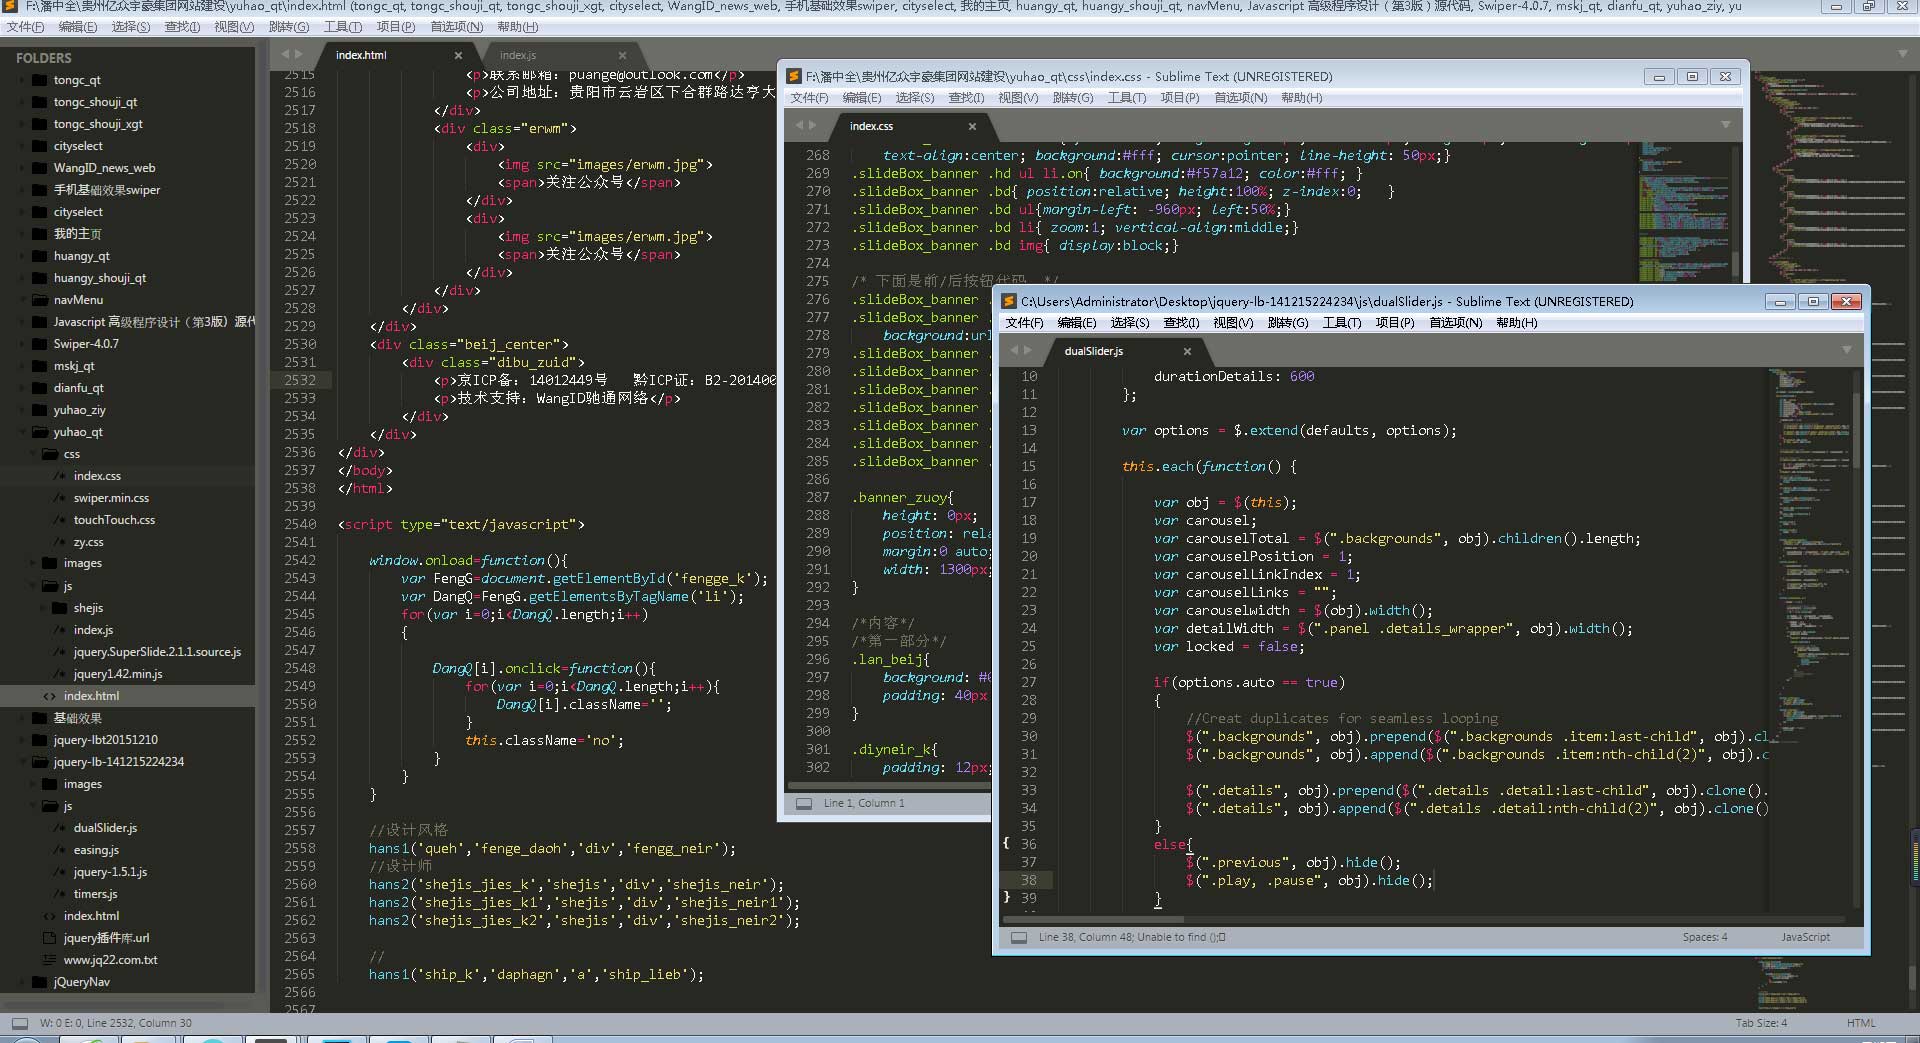 F:\潘中全\贵州亿众宇豪集团网站建设\yuhao_qt\index.html (tongc_qt, tongc_shouji_qt, tongc_shouji_xgt, cityselect, WangID_news_web, 手机基础效果swiper, cityselect, 我的主页, huangy_qt, huangy_shouji_qt, navMenu, Javascript 高级程序设计（第3版）源代码, Swiper-4.0.7, mskj_qt, dianfu_qt, yuhao_ziy, yu
文件(F) 编辑(E) 选择(S) 查找(I) 视图(V) 跳转(G) 工具(T) 项目(P) 首选项(N) 帮助(H)
FOLDERS
tongc_qt
tongc_shouji_qt
tongc_shouji_xgt
cityselect
WangID_news_web
手机基础效果swiper
cityselect
我的主页
huangy_qt
huangy_shouji_qt
navMenu
Javascript 高级程序设计（第3版）源代
Swiper-4.0.7
mskj_qt
dianfu_qt
yuhao_ziy
yuhao_qt
css
/* index.css
/* swiper.min.css
/* touchTouch.css
/* zy.css
images
js
shejis
/* index.js
/* jquery.SuperSlide.2.1.1.source.js
/* jquery1.42.min.js
<> index.html
基础效果
jquery-lbt20151210
jquery-lb-141215224234
images
js
/* dualSlider.js
/* easing.js
/* jquery-1.5.1.js
/* timers.js
<> index.html
jquery插件库.url
www.jq22.com.txt
jQueryNav
index.html × index.js ×
2515 <p>联系邮箱：puange@outlook.com</p>
2516 <p>公司地址：贵阳市云岩区下合群路达亨大
2517 </div>
2518 <div class="erwm">
2519 <div>
2520 <img src="images/erwm.jpg">
2521 <span>关注公众号</span>
2522 </div>
2523 <div>
2524 <img src="images/erwm.jpg">
2525 <span>关注公众号</span>
2526 </div>
2527 </div>
2528 </div>
2529 </div>
2530 <div class="beij_center">
2531 <div class="dibu_zuid">
2532 <p>京ICP备：14012449号 黔ICP证：B2-201400
2533 <p>技术支持：WangID驰通网络</p>
2534 </div>
2535 </div>
2536 </div>
2537 </body>
2538 </html>
2539
2540 <script type="text/javascript">
2541
2542 window.onload=function(){
2543 var FengG=document.getElementById('fengge_k');
2544 var DangQ=FengG.getElementsByTagName('li');
2545 for(var i=0;i<DangQ.length;i++)
2546 {
2547
2548 DangQ[i].onclick=function(){
2549 for(var i=0;i<DangQ.length;i++){
2550 DangQ[i].className='';
2551 }
2552 this.className='no';
2553 }
2554 }
2555 }
2556
2557 //设计风格
2558 hans1('queh','fenge_daoh','div','fengg_neir');
2559 //设计师
2560 hans2('shejis_jies_k','shejis','div','shejis_neir');
2561 hans2('shejis_jies_k1','shejis','div','shejis_neir1');
2562 hans2('shejis_jies_k2','shejis','div','shejis_neir2');
2563
2564 //
2565 hans1('ship_k','daphagn','a','ship_lieb');
2566
2567
F:\潘中全\贵州亿众宇豪集团网站建设\yuhao_qt\css\index.css - Sublime Text (UNREGISTERED)
文件(F) 编辑(E) 选择(S) 查找(I) 视图(V) 跳转(G) 工具(T) 项目(P) 首选项(N) 帮助(H)
index.css ×
268 text-align:center; background:#fff; cursor:pointer; line-height: 50px;}
269 .slideBox_banner .hd ul li.on{ background:#f57a12; color:#fff; }
270 .slideBox_banner .bd{ position:relative; height:100%; z-index:0; }
271 .slideBox_banner .bd ul{margin-left: -960px; left:50%;}
272 .slideBox_banner .bd li{ zoom:1; vertical-align:middle;}
273 .slideBox_banner .bd img{ display:block;}
274
275 /* 下面是前/后按钮代码 */
276 .slideBox_banner .
277 .slideBox_banner .
278 background:url
279 .slideBox_banner .
280 .slideBox_banner .
281 .slideBox_banner .
282 .slideBox_banner .
283 .slideBox_banner .
284 .slideBox_banner .
285 .slideBox_banner .
286
287 .banner_zuoy{
288 height: 0px;
289 position: rela
290 margin:0 auto;
291 width: 1300px;
292 }
293
294 /*内容*/
295 /*第一部分*/
296 .lan_beij{
297 background: #
298 padding: 40px
299 }
300
301 .diyneir_k{
302 padding: 12px;
Line 1, Column 1
C:\Users\Administrator\Desktop\jquery-lb-141215224234\js\dualSlider.js - Sublime Text (UNREGISTERED)
文件(F) 编辑(E) 选择(S) 查找(I) 视图(V) 跳转(G) 工具(T) 项目(P) 首选项(N) 帮助(H)
dualSlider.js ×
10 durationDetails: 600
11 };
12
13 var options = $.extend(defaults, options);
14
15 this.each(function() {
16
17 var obj = $(this);
18 var carousel;
19 var carouselTotal = $(".backgrounds", obj).children().length;
20 var carouselPosition = 1;
21 var carouselLinkIndex = 1;
22 var carouselLinks = "";
23 var carouselwidth = $(obj).width();
24 var detailWidth = $(".panel .details_wrapper", obj).width();
25 var locked = false;
26
27 if(options.auto == true)
28 {
29 //Creat duplicates for seamless looping
30 $(".backgrounds", obj).prepend($(".backgrounds .item:last-child", obj).cl
31 $(".backgrounds", obj).append($(".backgrounds .item:nth-child(2)", obj).c
32
33 $(".details", obj).prepend($(".details .detail:last-child", obj).clone().
34 $(".details", obj).append($(".details .detail:nth-child(2)", obj).clone()
35 }
36 else{
37 $(".previous", obj).hide();
38 $(".play, .pause", obj).hide();
39 }
Line 38, Column 48; Unable to find ();
Spaces: 4 JavaScript
W: 0 E: 0, Line 2532, Column 30
Tab Size: 4 HTML